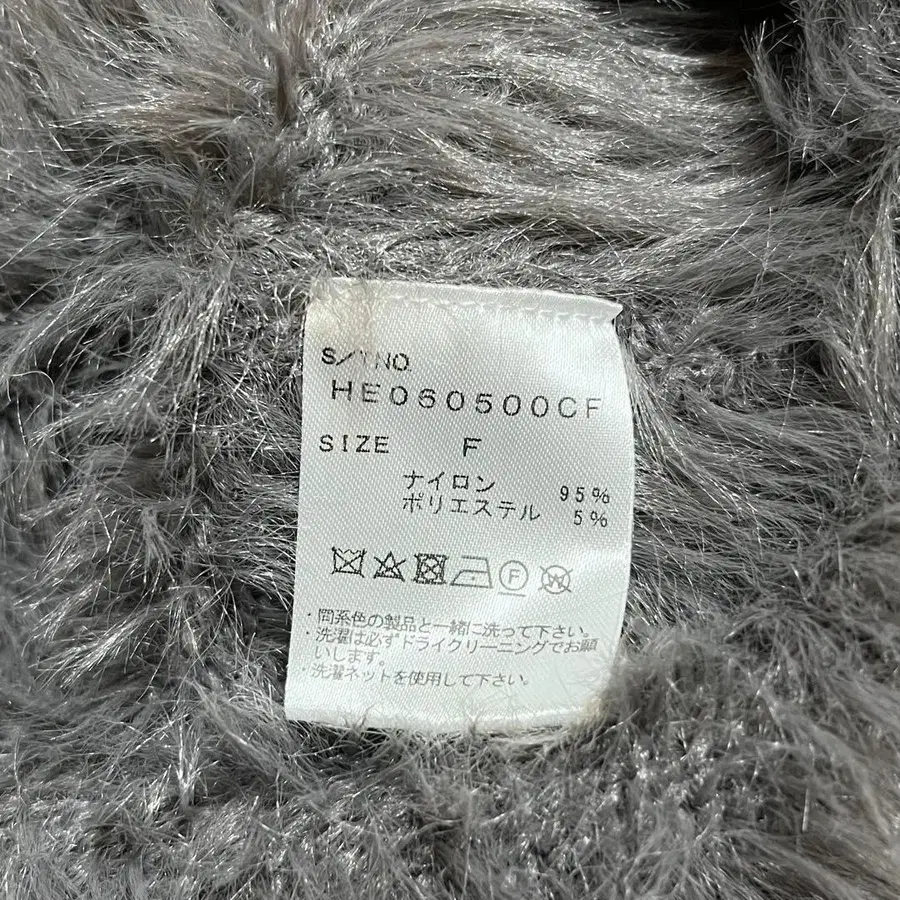 S/T NO.
HE060500CF
SIZE F
ナイロン 95%
ポリエステル 5%
F W
・同系色の製品と一緒に洗って下さい。
・洗濯は必ずドライクリーニングでお願
いします。
・洗濯ネットを使用して下さい。